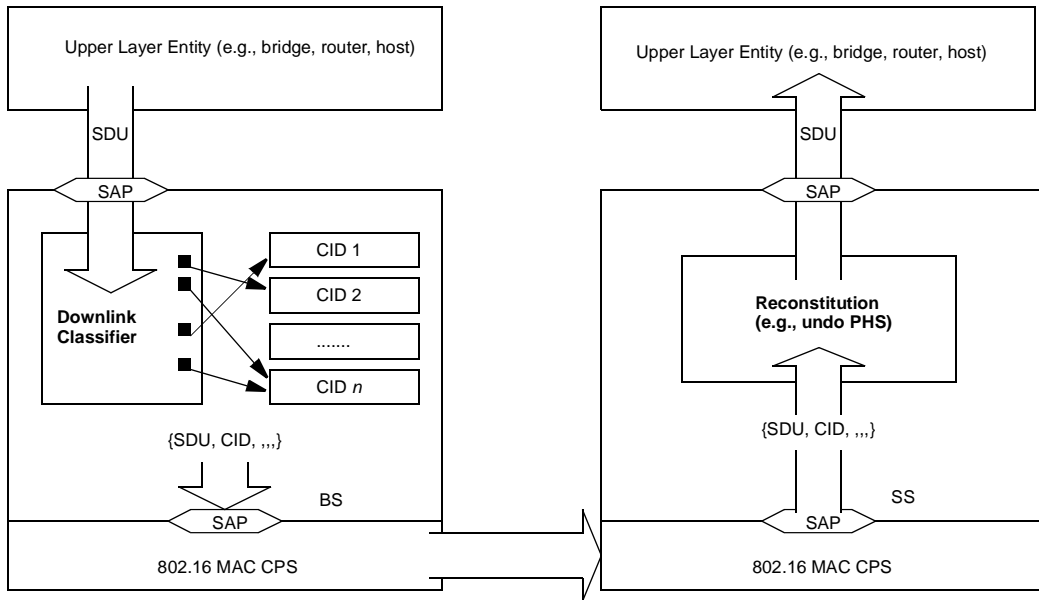 Upper Layer Entity (e.g., bridge, router, host)
SDU
SAP
Downlink
Classifier
CID 1
CID 2
.......
CID n
{SDU, CID, ,,,}
BS
SAP
802.16 MAC CPS
Upper Layer Entity (e.g., bridge, router, host)
SDU
SAP
Reconstitution
(e.g., undo PHS)
{SDU, CID, ,,,}
SS
SAP
802.16 MAC CPS